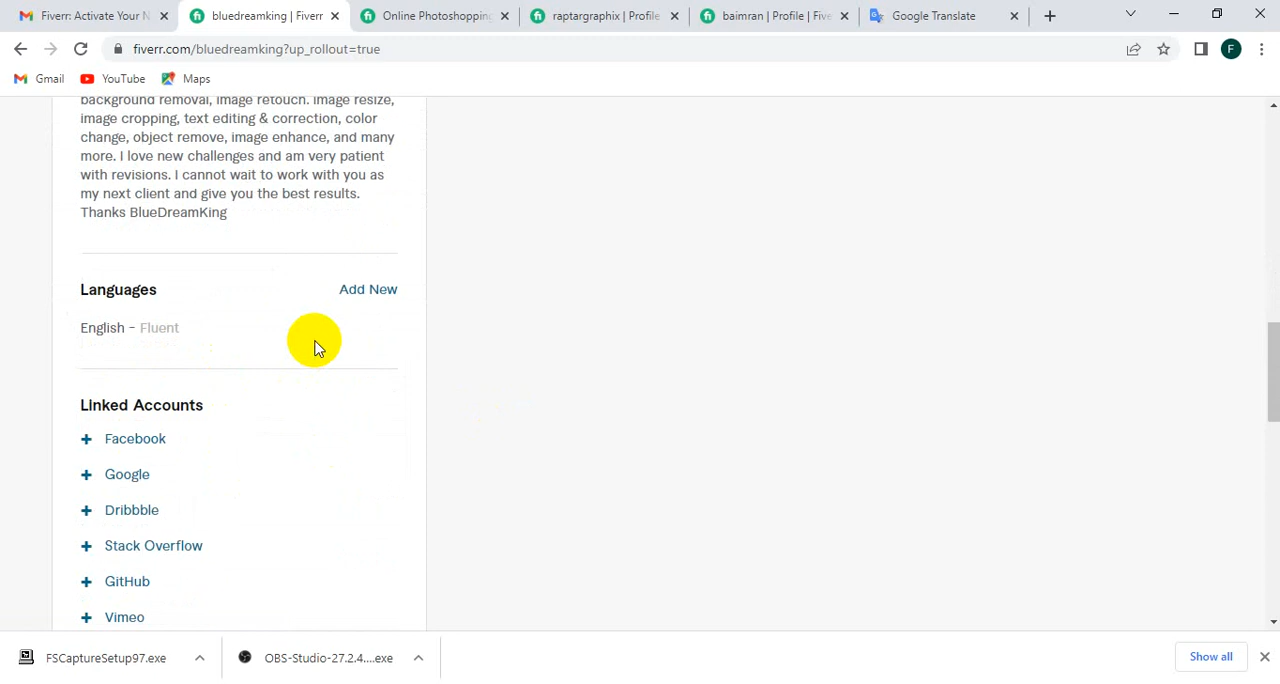 Fiverr: Activate Your N
bluedreamking | Fiverr
Online Photoshopping
raptargraphix | Profile
baimran | Profile | Five
Google Translate
fiverr.com/bluedreamking?up_rollout=true
F
Gmail
YouTube
Maps
background removal, image retouch. image resize,
image cropping, text editing & correction, color
change, object remove, image enhance, and many
more. I love new challenges and am very patient
with revisions. I cannot wait to work with you as
my next client and give you the best results.
Thanks BlueDreamKing
Languages
Add New
English - Fluent
Linked Accounts
+ Facebook
+ Google
+ Dribbble
+ Stack Overflow
+ GitHub
+ Vimeo
FSCaptureSetup97.exe
OBS-Studio-27.2.4....exe
Show all